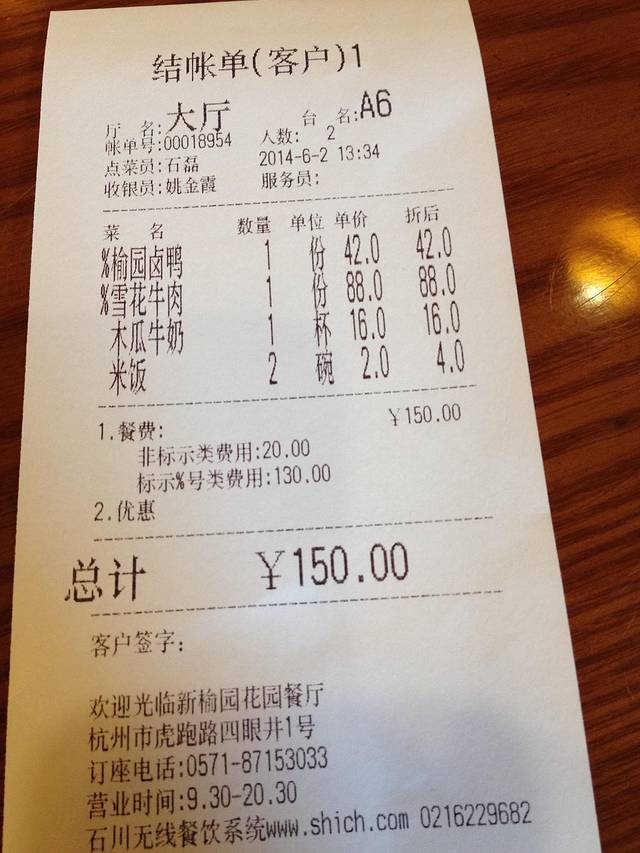 结帐单(客户)1
厅 名:大厅 台 名:A6
帐单号:00018954 人数: 2
点菜员:石磊 2014-6-2 13:34
收银员:姚金霞 服务员:
菜 名 数量 单位 单价 折后
%榆园卤鸭 1 份 42.0 42.0
%雪花牛肉 1 份 88.0 88.0
木瓜牛奶 1 杯 16.0 16.0
米饭 2 碗 2.0 4.0
1.餐费: ￥150.00
非标示类费用:20.00
标示%号类费用:130.00
2.优惠
总计 ￥150.00
客户签字:
欢迎光临新榆园花园餐厅
杭州市虎跑路四眼井1号
订座电话:0571-87153033
营业时间:9.30-20.30
石川无线餐饮系统www.shich.com 0216229682